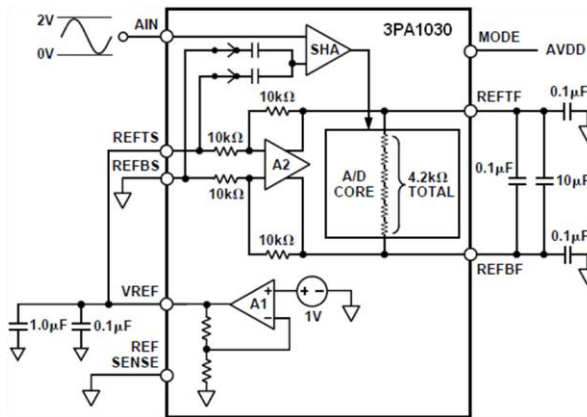 2V
0V
AIN
SHA
3PA1030
MODE
AVDD
10kΩ
REFTF
0.1µF
REFTS
10kΩ
REFBS
10kΩ
A2
A/D
CORE
4.2kΩ
TOTAL
0.1µF
10µF
10kΩ
0.1µF
REFBF
VREF
A1
+
−
+ −
1V
1.0µF
0.1µF
REF
SENSE